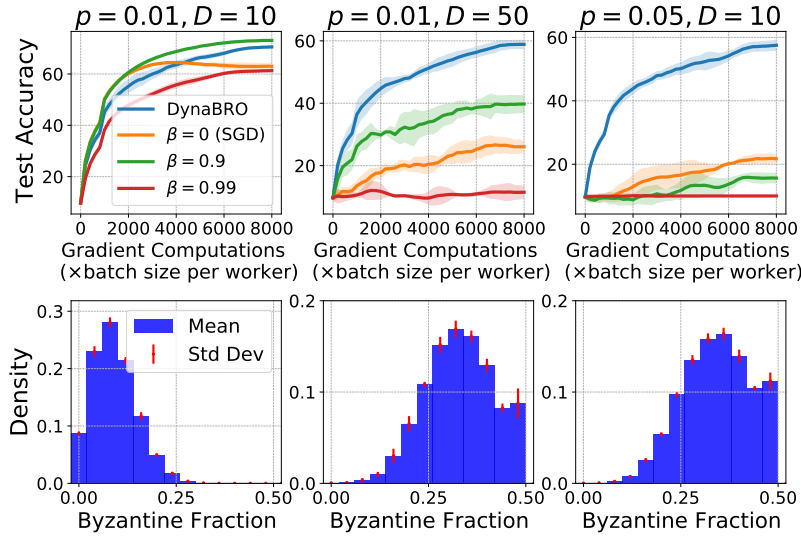 p = 0.01, D = 10
p = 0.01, D = 50
p = 0.05, D = 10
Test Accuracy
60
40
20
DynaBRO
β = 0 (SGD)
β = 0.9
β = 0.99
0 2000 4000 6000 8000
Gradient Computations
(×batch size per worker)
60
40
20
0 2000 4000 6000 8000
Gradient Computations
(×batch size per worker)
60
40
20
0 2000 4000 6000 8000
Gradient Computations
(×batch size per worker)
Density
0.3
0.2
0.1
0.0
Mean
Std Dev
0.00 0.25 0.50
Byzantine Fraction
0.2
0.1
0.0
0.00 0.25 0.50
Byzantine Fraction
0.2
0.1
0.0
0.00 0.25 0.50
Byzantine Fraction